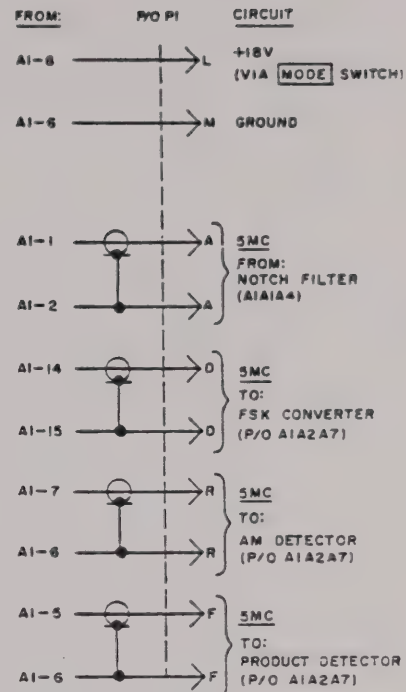 FROM: P/O P1 CIRCUIT
A1-8 L +18V
(VIA MODE SWITCH)
A1-6 M GROUND
A1-1 A 5MC
FROM:
NOTCH FILTER
A1-2 A (A1A1A4)
A1-14 D 5MC
TO:
FSK CONVERTER
A1-15 D (P/O A1A2A7)
A1-7 R 5MC
TO:
AM DETECTOR
A1-6 R (P/O A1A2A7)
A1-5 F 5MC
TO:
PRODUCT DETECTOR
A1-6 F (P/O A1A2A7)